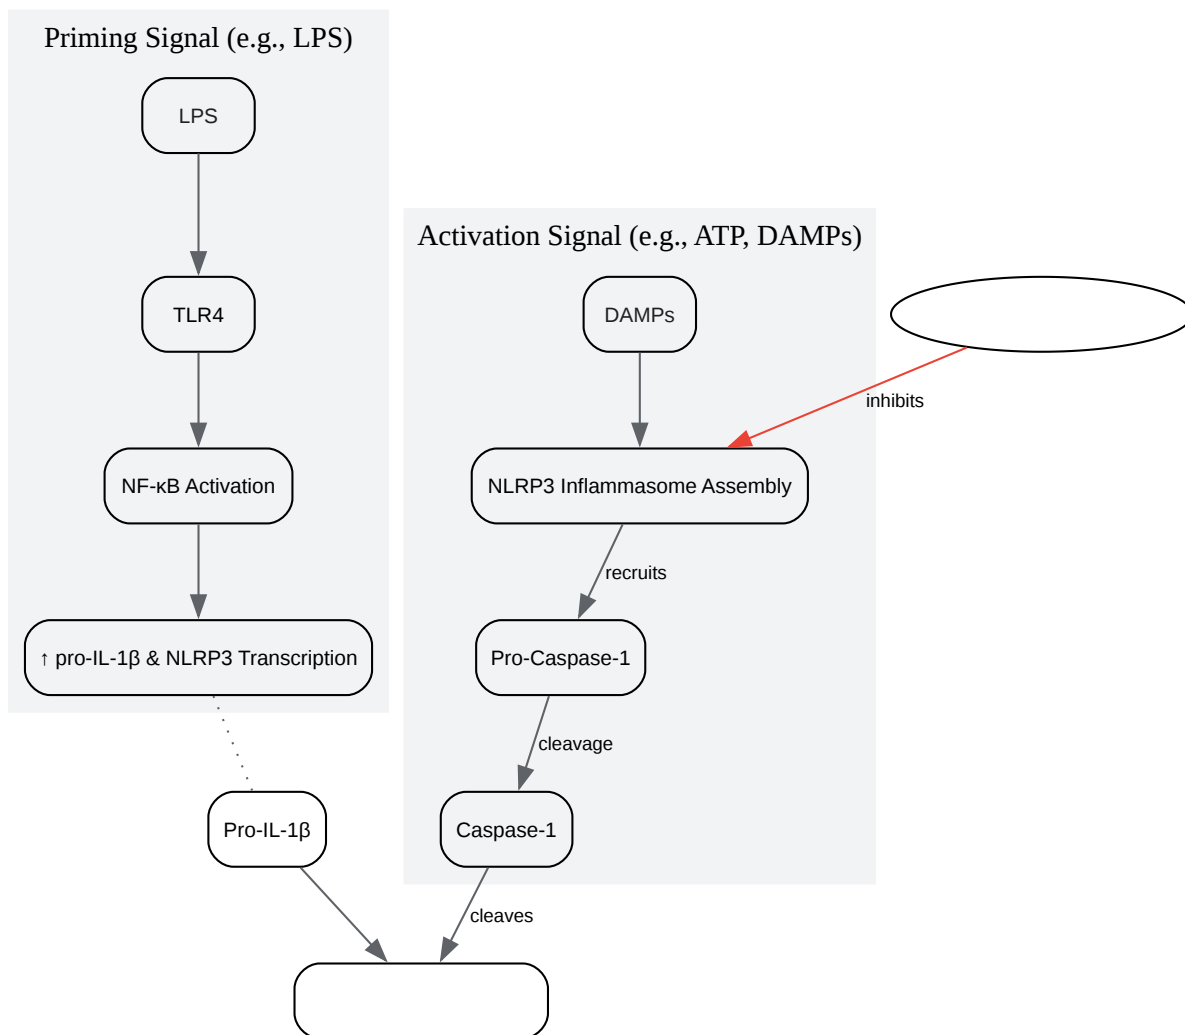 Priming Signal (e.g., LPS)
LPS
TLR4
NF-κB Activation
↑ pro-IL-1β & NLRP3 Transcription
Pro-IL-1β
Activation Signal (e.g., ATP, DAMPs)
DAMPs
inhibits
NLRP3 Inflammasome Assembly
recruits
Pro-Caspase-1
cleavage
Caspase-1
cleaves